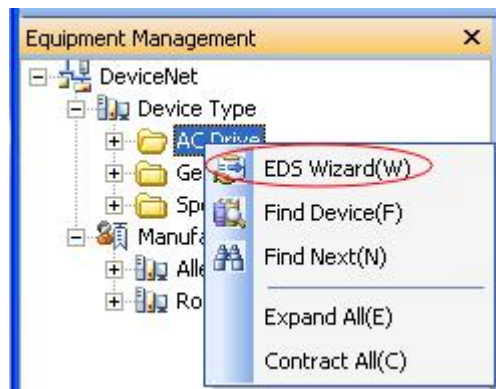 Equipment Management
DeviceNet
Device Type
AC Drive
EDS Wizard(W)
Find Device(F)
Find Next(N)
Expand All(E)
Contract All(C)